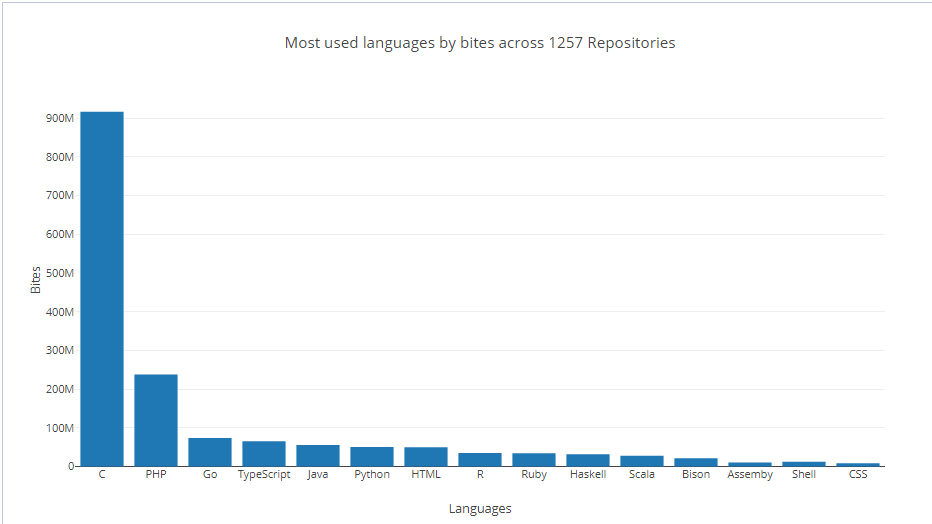 Most used languages by bites across 1257 Repositories
900M
800M
700M
600M
500M
400M
300M
200M
100M
0
Bites
C PHP Go TypeScript Java Python HTML R Ruby Haskell Scala Bison Assemby Shell CSS
Languages